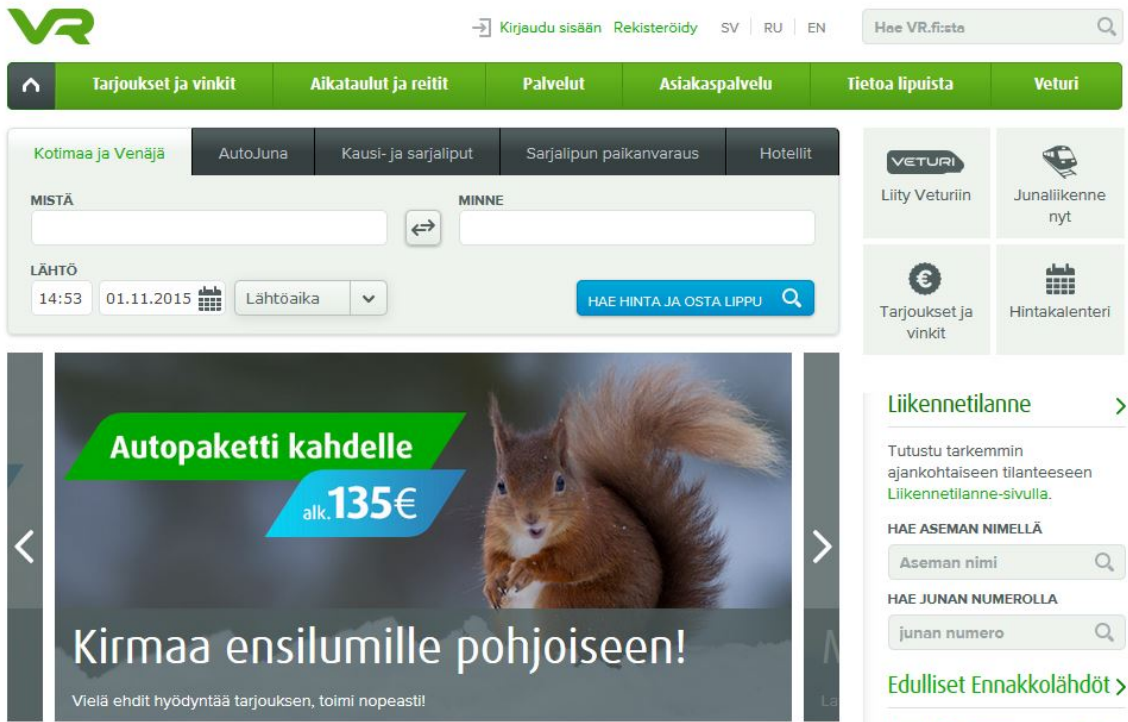 VR
Kirjaudu sisään Rekisteröidy SV RU EN
Hae VR.fi:stä
Tarjoukset ja vinkit Aikataulut ja reitit Palvelut Asiakaspalvelu Tietoa lipuista Veturi
Kotimaa ja Venäjä AutoJuna Kausi- ja sarjaliput Sarjalipun paikanvaraus Hotellit
MISTÄ MINNE
LÄHTÖ
14:53 01.11.2015 Lähtöaika HAE HINTA JA OSTA LIPPU
VETURI
Liity Veturiin
Junaliikenne
nyt
€
Tarjoukset ja
vinkit
Hintakalenteri
Autopaketti kahdelle
alk.135€
Kirmaa ensilumille pohjoiseen!
Vielä ehdit hyödyntää tarjouksen, toimi nopeasti!
Liikennetilanne
Tutustu tarkemmin
ajankohtaiseen tilanteeseen
Liikennetilanne-sivulla.
HAE ASEMAN NIMELLÄ
Aseman nimi
HAE JUNAN NUMEROLLA
junan numero
Edulliset Ennakkolähdöt